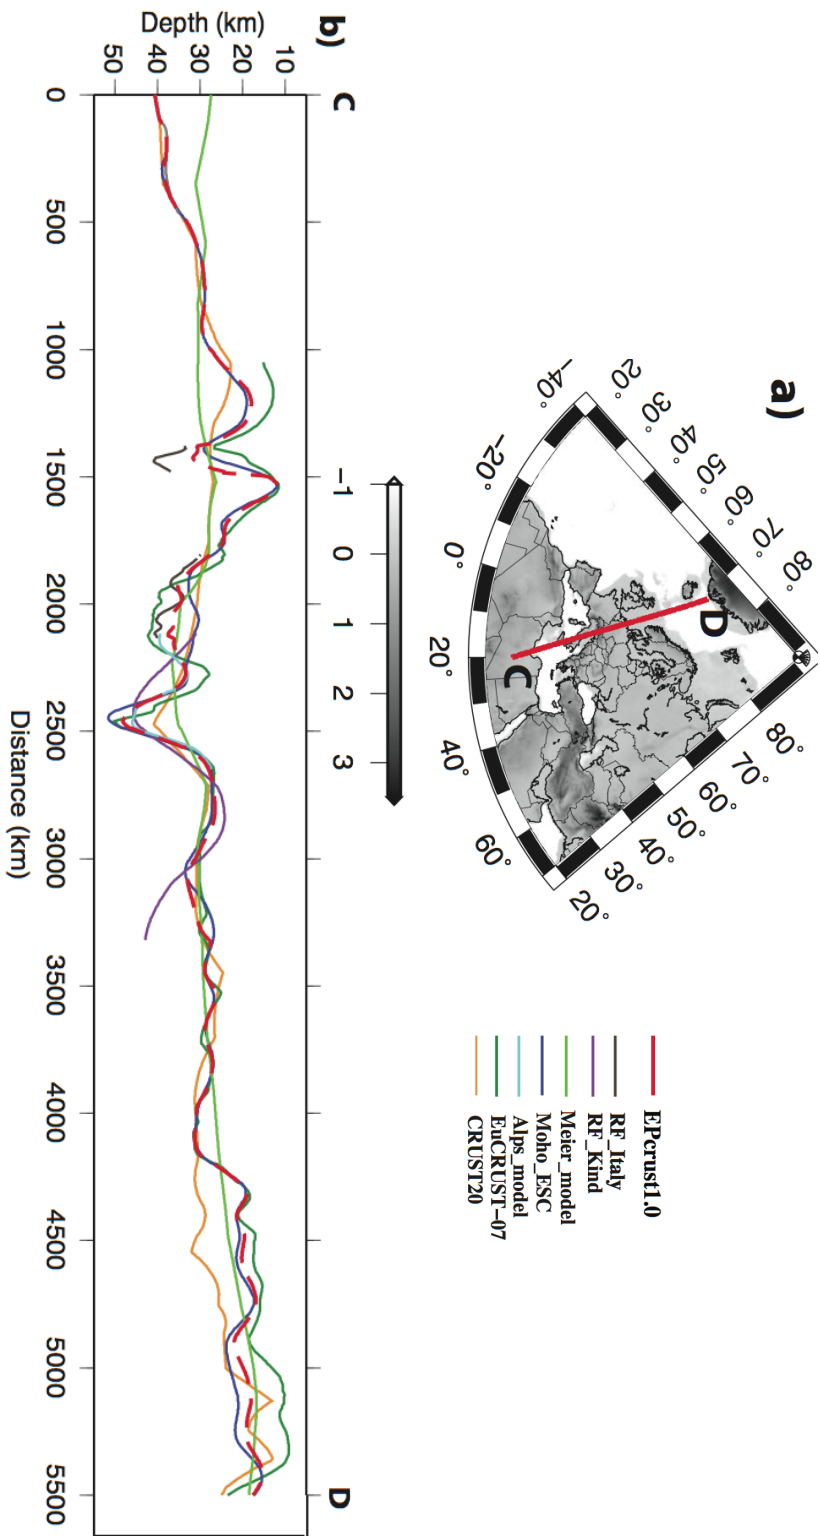 a)
20°
30°
40°
50°
60°
70°
80°
−40°
−20°
0°
20°
40°
60°
80°
70°
60°
50°
40°
30°
20°
C
D
−1
0
1
2
3
EPcrust1.0
RF_Italy
RF_Kind
Meier_model
Moho_ESC
Alps_model
EuCRUST−07
CRUST20
b)
C
D
Depth (km)
10
20
30
40
50
0
500
1000
1500
2000
2500
3000
3500
4000
4500
5000
5500
Distance (km)